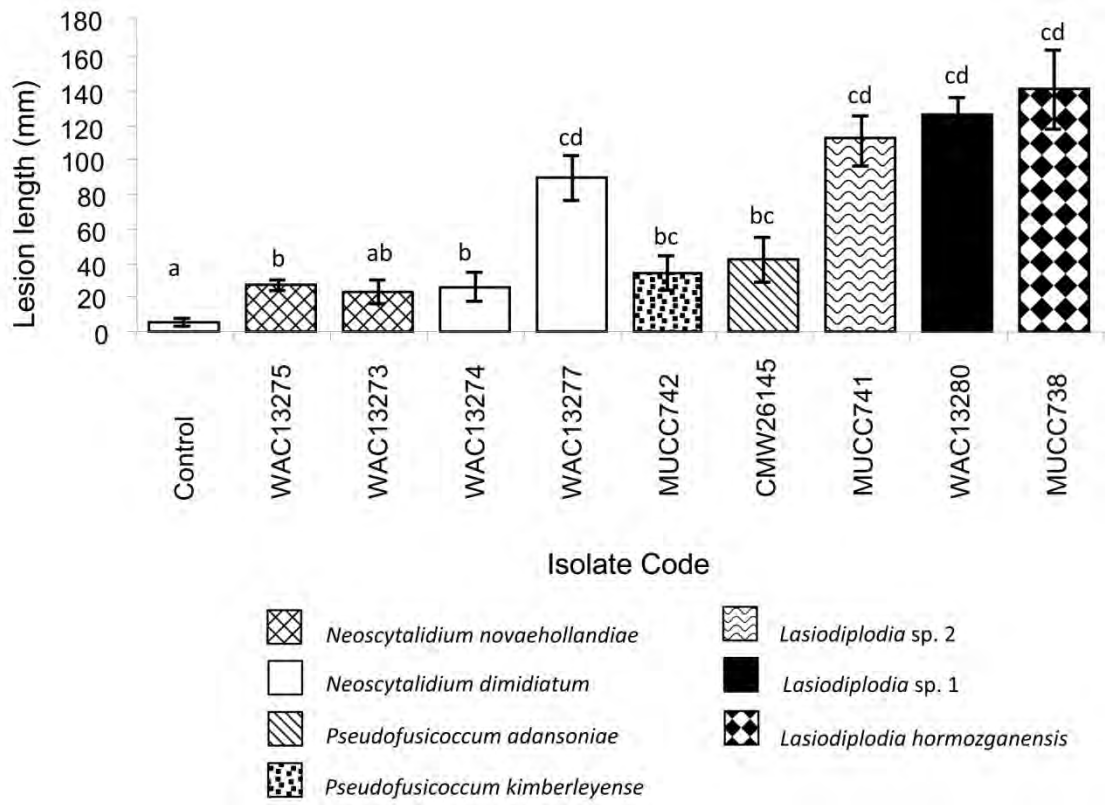 180
160
140
120
100
80
60
40
20
0
Lesion length (mm)
a
b
ab
b
cd
bc
bc
cd
cd
cd
Control
WAC13275
WAC13273
WAC13274
WAC13277
MUCC742
CMW26145
MUCC741
WAC13280
MUCC738
Isolate Code
Neoscytalidium novaehollandiae
Neoscytalidium dimidiatum
Pseudofusicoccum adansoniae
Pseudofusicoccum kimberleyense
Lasiodiplodia sp. 2
Lasiodiplodia sp. 1
Lasiodiplodia hormozganensis